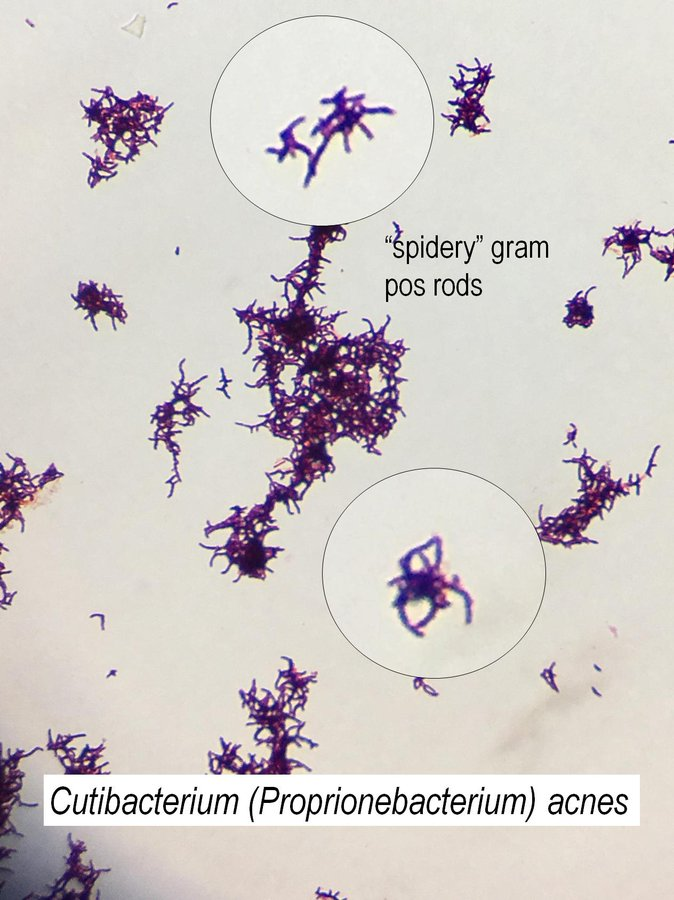 “spidery” gram
pos rods
Cutibacterium (Proprionebacterium) acnes